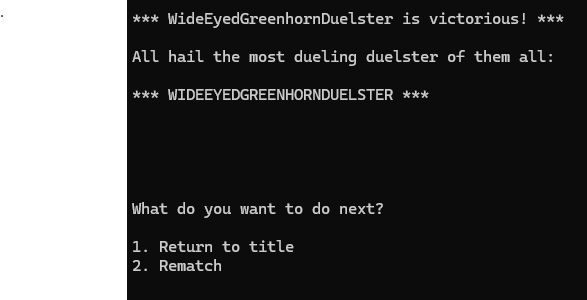 *** WideEyedGreenhornDuelster is victorious! ***
All hail the most dueling duelster of them all:
*** WIDEEYEDGREENHORNDUELSTER ***
What do you want to do next?
1. Return to title
2. Rematch